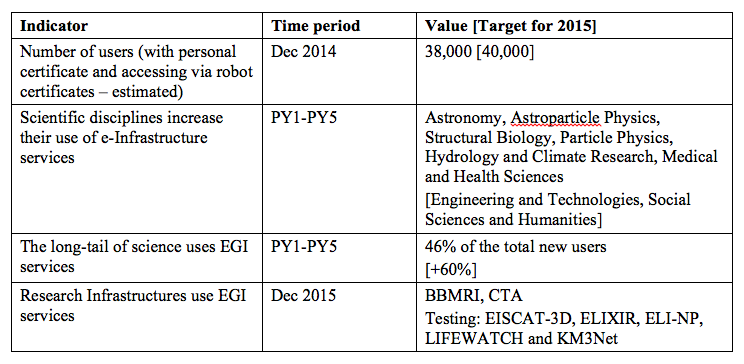 Indicator Time period Value [Target for 2015]
Number of users (with personal Dec 2014 38,000 [40,000]
certificate and accessing via robot
certificates – estimated)
Scientific disciplines increase PY1-PY5 Astronomy, Astroparticle Physics,
their use of e-Infrastructure Structural Biology, Particle Physics,
services Hydrology and Climate Research, Medical
and Health Sciences
[Engineering and Technologies, Social
Sciences and Humanities]
The long-tail of science uses EGI PY1-PY5 46% of the total new users
services [+60%]
Research Infrastructures use EGI Dec 2015 BBMRI, CTA
services Testing: EISCAT-3D, ELIXIR, ELI-NP,
LIFEWATCH and KM3Net